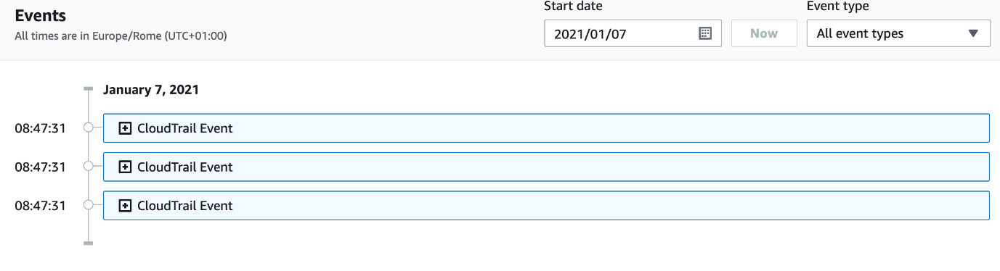 Events
All times are in Europe/Rome (UTC+01:00)
Start date
2021/01/07
Now
Event type
All event types
January 7, 2021
08:47:31 CloudTrail Event
08:47:31 CloudTrail Event
08:47:31 CloudTrail Event